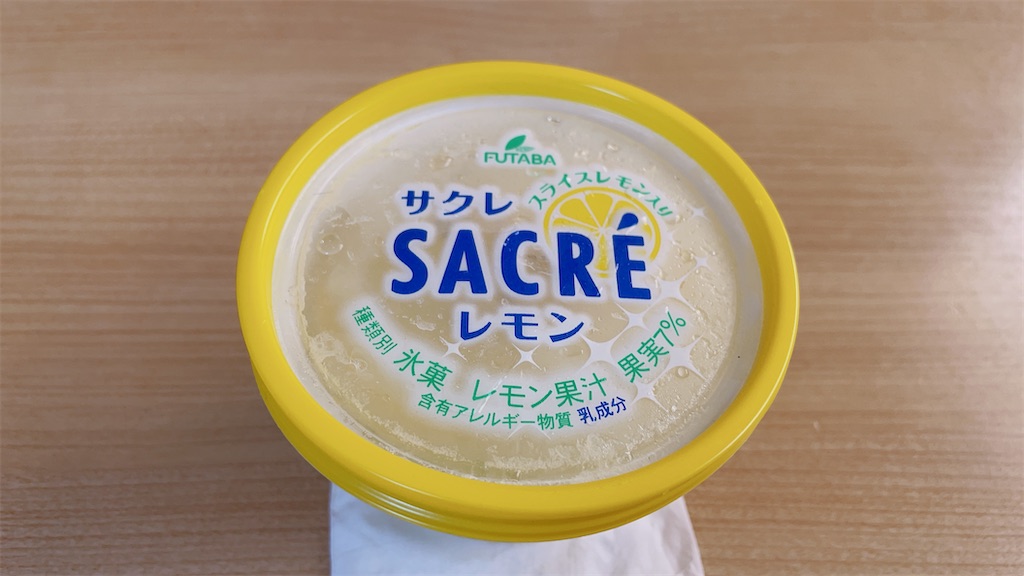 FUTABA
スライスレモン入り
サクレ
SACRÉ
レモン
種類別 氷菓 レモン果汁 果実7%
含有アレルギー物質 乳成分